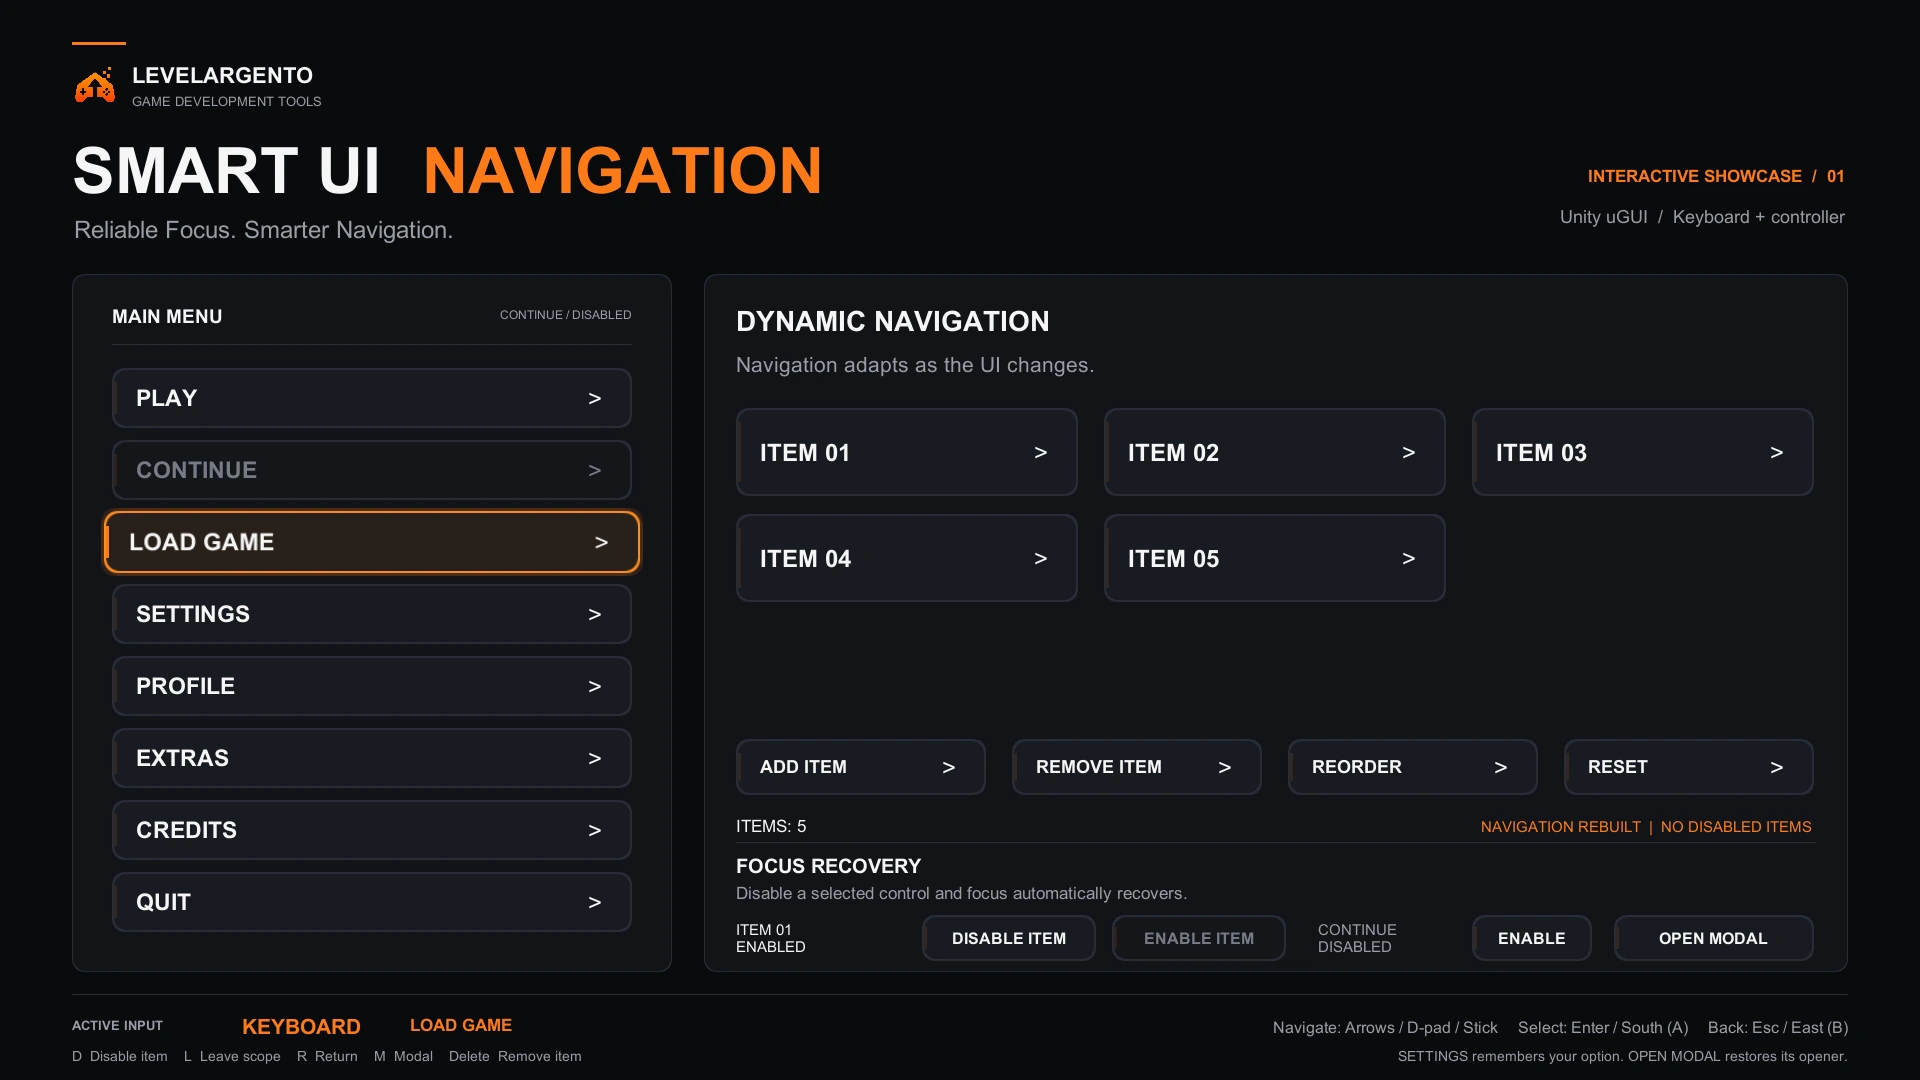 LEVELARGENTO
GAME DEVELOPMENT TOOLS
SMART UI NAVIGATION
Reliable Focus. Smarter Navigation.
INTERACTIVE SHOWCASE / 01
Unity uGUI / Keyboard + controller
MAIN MENU
CONTINUE / DISABLED
PLAY >
CONTINUE >
LOAD GAME >
SETTINGS >
PROFILE >
EXTRAS >
CREDITS >
QUIT >
DYNAMIC NAVIGATION
Navigation adapts as the UI changes.
ITEM 01 >
ITEM 02 >
ITEM 03 >
ITEM 04 >
ITEM 05 >
ADD ITEM >
REMOVE ITEM >
REORDER >
RESET >
ITEMS: 5
NAVIGATION REBUILT | NO DISABLED ITEMS
FOCUS RECOVERY
Disable a selected control and focus automatically recovers.
ITEM 01
ENABLED
DISABLE ITEM
ENABLE ITEM
CONTINUE
DISABLED
ENABLE
OPEN MODAL
ACTIVE INPUT
KEYBOARD
LOAD GAME
D Disable item L Leave scope R Return M Modal Delete Remove item
Navigate: Arrows / D-pad / Stick Select: Enter / South (A) Back: Esc / East (B)
SETTINGS remembers your option. OPEN MODAL restores its opener.